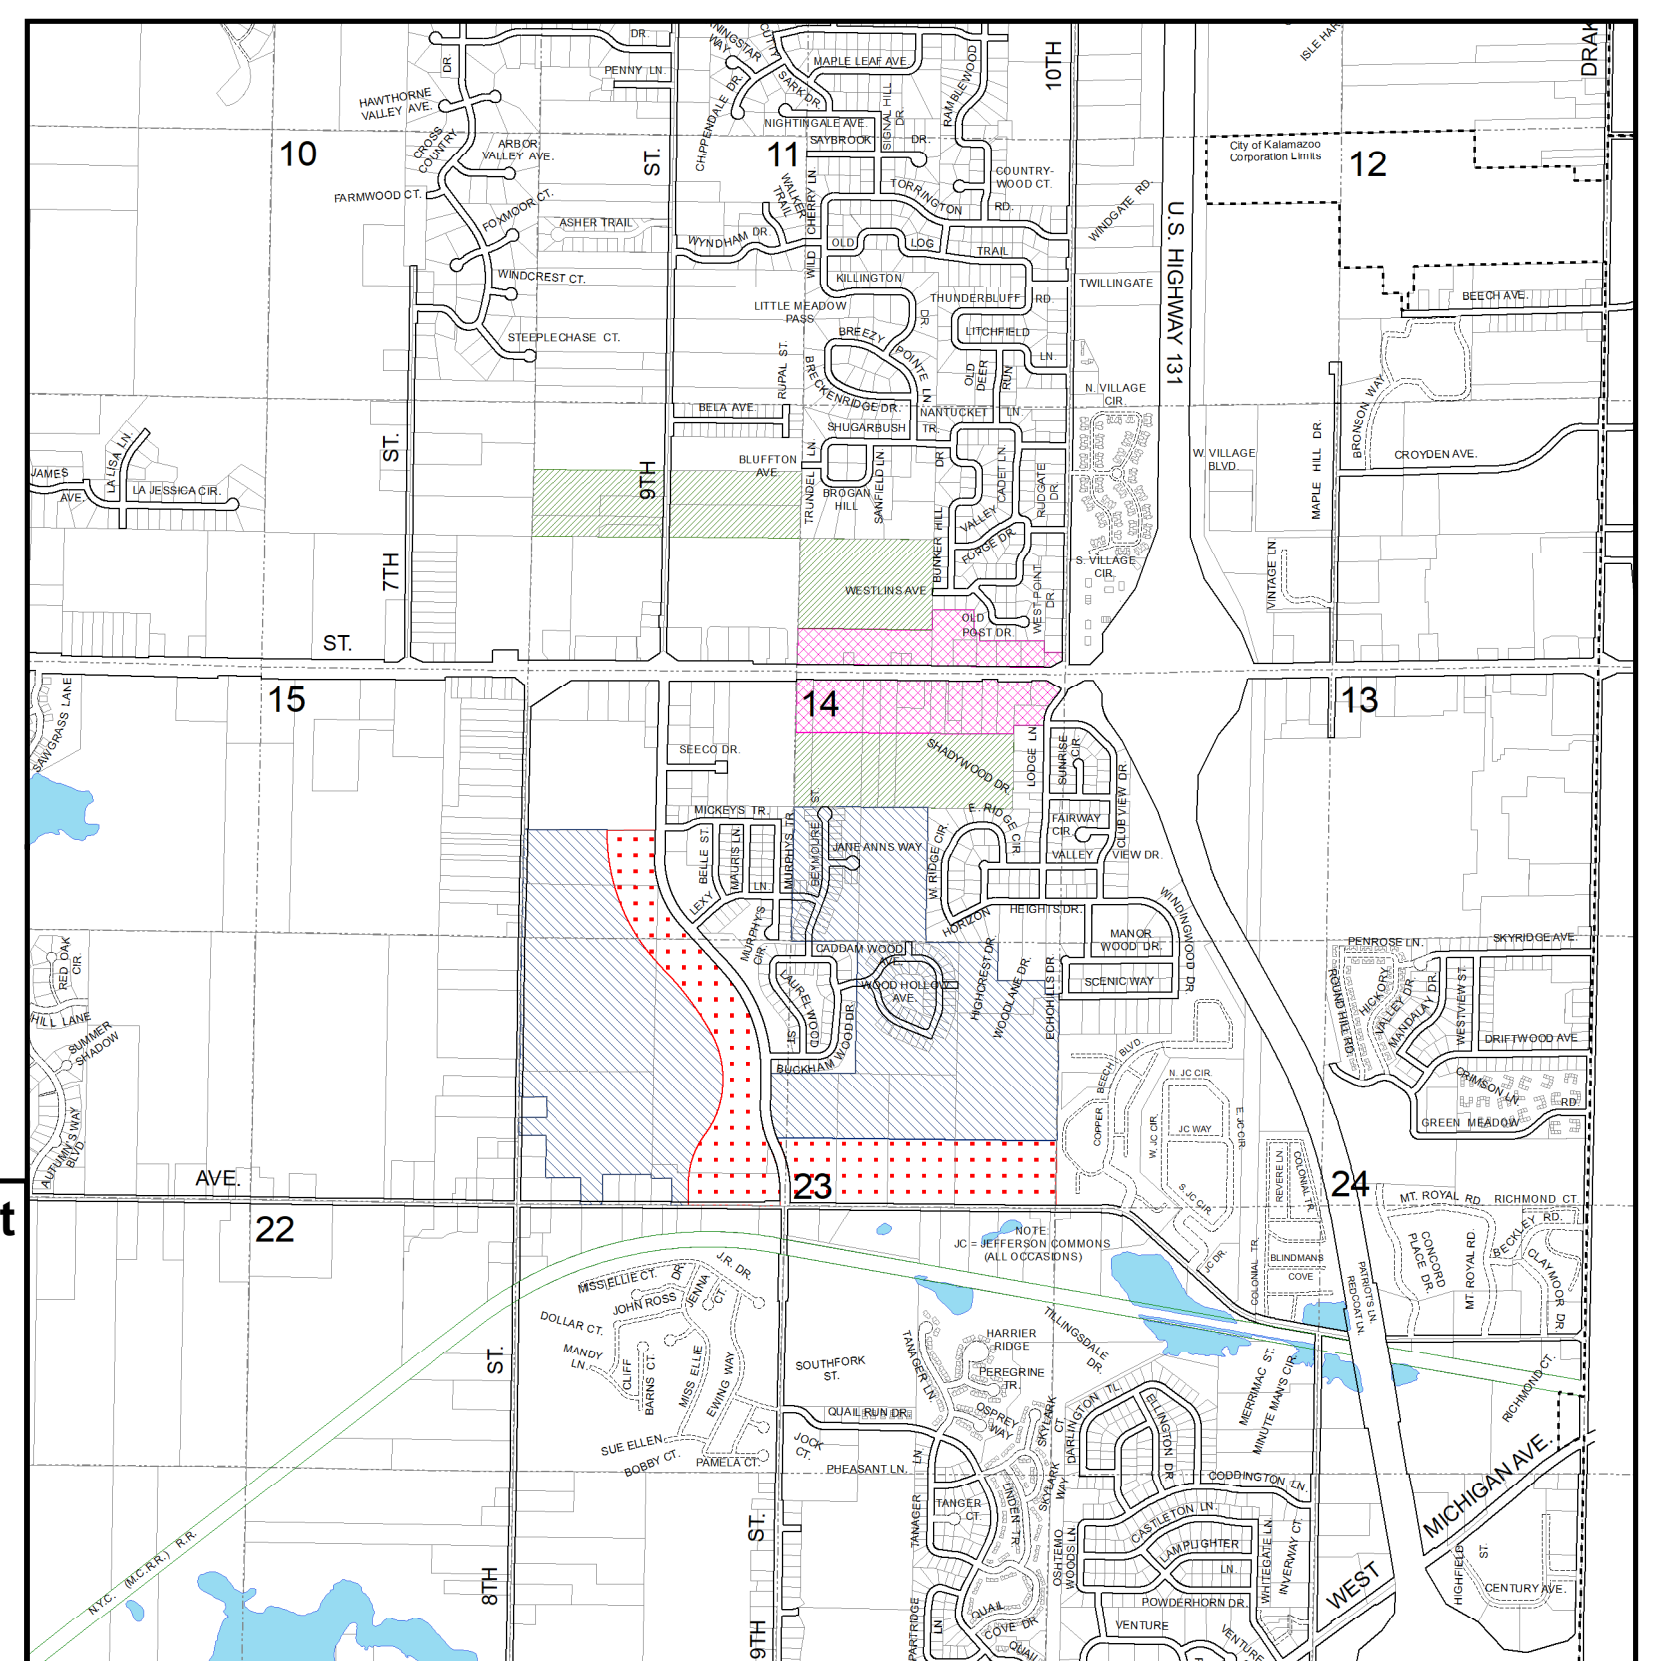 DR.
PENNY LN.
DR.
HAWTHORNE
VALLEY AVE.
CROSS
COUNTRY
10
ARBOR
VALLEY AVE.
FARMWOOD CT.
FOXMOOR CT.
ASHER TRAIL
WINDCREST CT.
STEEPLECHASE CT.
ST.
WAY
CUTTY
SARK DR.
MAPLE LEAF AVE.
CHIPPENDALE DR.
NIGHTINGALE AVE.
SIGNAL HILL
DR.
RAMBLEWOOD
DR.
SAYBROOK
11
WALKER
TRAIL
WILD CHERRY LN.
TORRINGTON
RD.
COUNTRY-
WOOD CT.
WYNDHAM DR.
OLD
LOG
TRAIL
KILLINGTON
DR.
LITTLE MEADOW
PASS
THUNDERBLUFF
RD.
BREEZY
POINTE
LN.
LITCHFIELD
LN.
RUPAL ST.
BRECKENRIDGE DR.
OLD
DEER
RUN
BELA AVE.
NANTUCKET
LN.
SHUGARBUSH
TR.
10TH
WINDGATE RD.
TWILLINGATE
U.S. HIGHWAY 131
ISLE HAR
DRAK
City of Kalamazoo
Corporation Limits
12
BEECH AVE.
BRONSON WAY
MAPLE HILL DR.
CROYDEN AVE.
N. VILLAGE
CIR.
W. VILLAGE
BLVD.
S. VILLAGE
CIR.
VINTAGE LN.
JAMES
AVE.
LA LISA LN.
LA JESSICA CIR.
ST.
7TH
9TH
BLUFFTON
AVE.
TRUNDEL LN.
BROGAN
HILL
SANFIELD LN.
BUNKER HILL
DR.
CADET LN.
RUDGATE
DR.
VALLEY
FORGE DR.
WESTLINS AVE
WEST POINT
DR.
OLD
POST DR.
ST.
15
14
13
SAWGRASS LANE
SEECO DR.
SHADYWOOD DR.
LODGE LN.
SUNRISE
CIR.
CLUB VIEW DR.
MICKEYS TR.
BELLE ST.
MAURIS LN.
MURPHYS TR.
SEYMOURE
ST.
JANE ANNS WAY
W. RIDGE CIR.
E. RIDGE CIR.
FAIRWAY
CIR.
VALLEY
VIEW DR.
LEXY
LN.
MURPHY'S
CIR.
HORIZON
HEIGHTS DR.
WINDINGWOOD DR.
CADDAM WOOD
AVE.
LAURELWOOD
ST.
WOOD HOLLOW
AVE.
HIGHCREST DR.
WOODLANE DR.
ECHOHILLS DR.
MANOR
WOOD DR.
SCENIC WAY
BUCKHAM WOOD DR.
RED OAK
CIR.
HILL LANE
SUMMER
SHADOW
AUTUMN'S WAY
BLVD.
PENROSE LN.
SKYRIDGE AVE.
ROUND HILL RD.
HICKORY
VALLEY DR.
MANDALAY DR.
WESTVIEW ST.
DRIFTWOOD AVE
CRIMSON LN.
RD
GREEN MEADOW
COPPER
BEECH BLVD.
N. JC CIR.
W. JC CIR.
JC WAY
E. JC CIR.
S. JC CIR.
JC DR.
REVERE LN.
COLONIAL TR.
COLONIAL TR.
BLINDMANS
COVE
AVE.
t
22
23
24
MT. ROYAL RD.
RICHMOND CT.
CONCORD
PLACE DR.
MT. ROYAL RD.
BECKLEY RD.
CLAYMOOR DR.
PATRIOTS LN.
REDCOAT LN.
NOTE:
JC = JEFFERSON COMMONS
(ALL OCCASIONS)
MISS ELLIE CT.
DR.
J.R. DR.
JOHN ROSS
JENNA
CT.
DOLLAR CT.
MANDY
LN.
CLIFF
BARNS CT.
MISS ELLIE
EWING WAY
SUE ELLEN
BOBBY CT.
PAMELA CT.
ST.
8TH
SOUTHFORK
ST.
QUAIL RUN DR.
JOCK
CT.
PHEASANT LN.
TANAGER LN.
HARRIER
RIDGE
PEREGRINE
TR.
OSPREY
WAY
SKYLARK
CT.
SKYLARK
WAY
TILLINGSDALE
DR.
DARLINGTON TL.
ELLINGTON DR.
MERRIMAC ST.
MINUTE MAN'S CIR.
RICHMOND CT.
CODDINGTON LN.
CASTLETON LN.
LAMPLIGHTER
LN.
TANAGER
LN.
TANGER
CT.
LINDEN TR.
OSHTEMO
WOODS LN.
WHITEGATE LN.
INVERWAY CT.
POWDERHORN DR.
VENTURE
VENTURE
PARTRIDGE
LN.
QUAIL
COVE DR.
QUAIL
ST.
9TH
N.Y.C. (M.C.R.R.) R.R.
WEST
MICHIGAN AVE.
HIGHFIELD
ST.
CENTURY AVE.